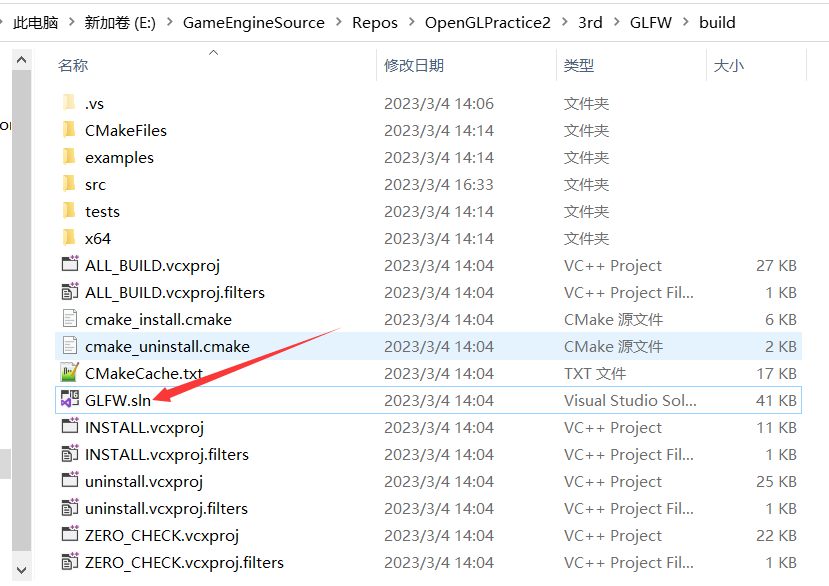 此电脑 > 新加卷 (E:) > GameEngineSource > Repos > OpenGLPractice2 > 3rd > GLFW > build
名称 修改日期 类型 大小
.vs 2023/3/4 14:06 文件夹
CMakeFiles 2023/3/4 14:14 文件夹
examples 2023/3/4 14:14 文件夹
src 2023/3/4 16:33 文件夹
tests 2023/3/4 14:14 文件夹
x64 2023/3/4 14:14 文件夹
ALL_BUILD.vcxproj 2023/3/4 14:04 VC++ Project 27 KB
ALL_BUILD.vcxproj.filters 2023/3/4 14:04 VC++ Project Fil... 1 KB
cmake_install.cmake 2023/3/4 14:04 CMake 源文件 6 KB
cmake_uninstall.cmake 2023/3/4 14:04 CMake 源文件 2 KB
CMakeCache.txt 2023/3/4 14:04 TXT 文件 17 KB
GLFW.sln 2023/3/4 14:04 Visual Studio Sol... 41 KB
INSTALL.vcxproj 2023/3/4 14:04 VC++ Project 11 KB
INSTALL.vcxproj.filters 2023/3/4 14:04 VC++ Project Fil... 1 KB
uninstall.vcxproj 2023/3/4 14:04 VC++ Project 25 KB
uninstall.vcxproj.filters 2023/3/4 14:04 VC++ Project Fil... 1 KB
ZERO_CHECK.vcxproj 2023/3/4 14:04 VC++ Project 22 KB
ZERO_CHECK.vcxproj.filters 2023/3/4 14:04 VC++ Project Fil... 1 KB